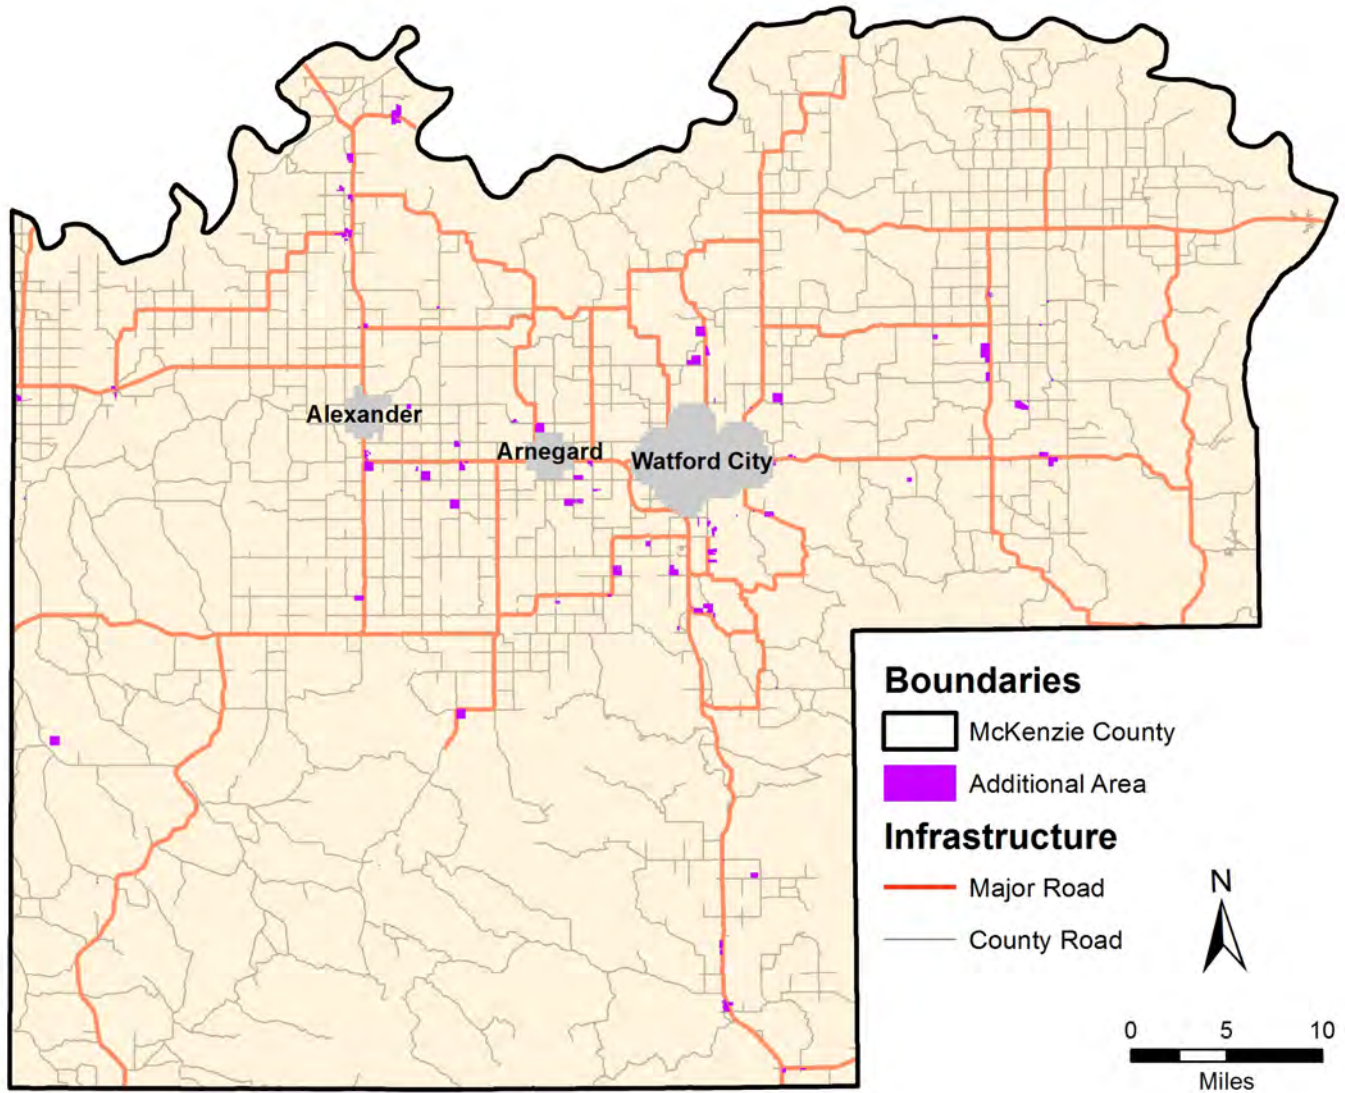 Alexander
Arnegard
Watford City
Boundaries
McKenzie County
Additional Area
Infrastructure
Major Road
County Road
N
0 5 10
Miles